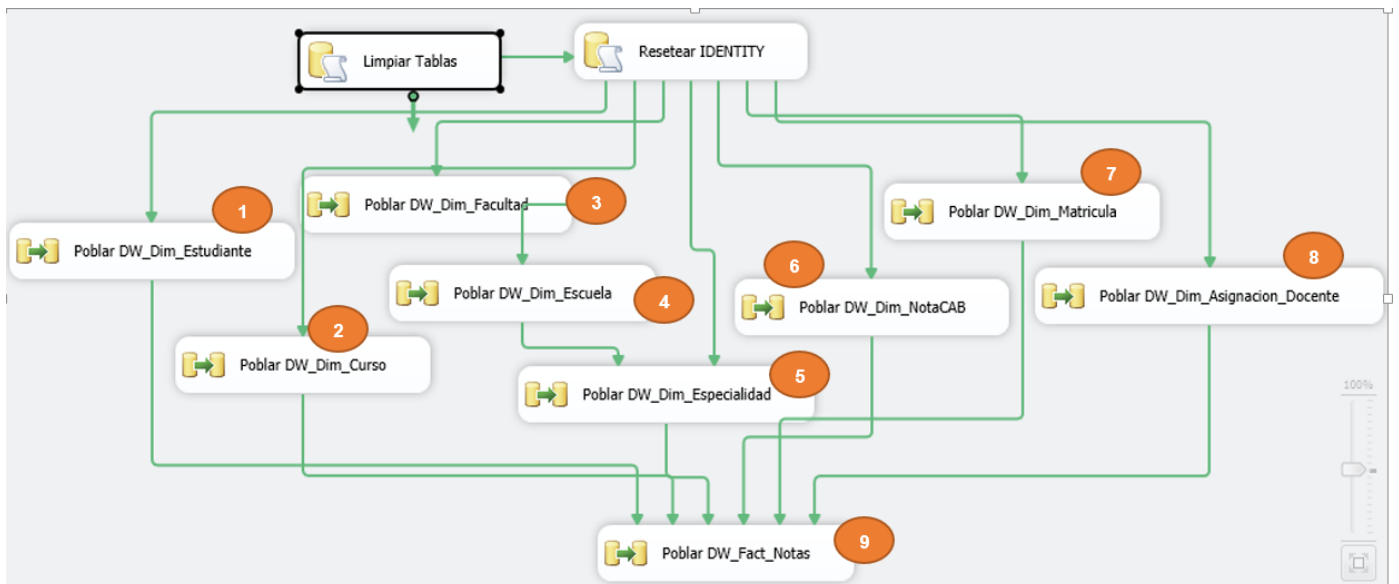 Limpiar Tablas
Resetear IDENTITY
1
Poblar DW_Dim_Estudiante
Poblar DW_Dim_Facultad
3
7
Poblar DW_Dim_Matricula
Poblar DW_Dim_Escuela
4
6
Poblar DW_Dim_NotaCAB
8
Poblar DW_Dim_Asignacion_Docente
2
Poblar DW_Dim_Curso
5
Poblar DW_Dim_Especialidad
100%
Poblar DW_Fact_Notas
9